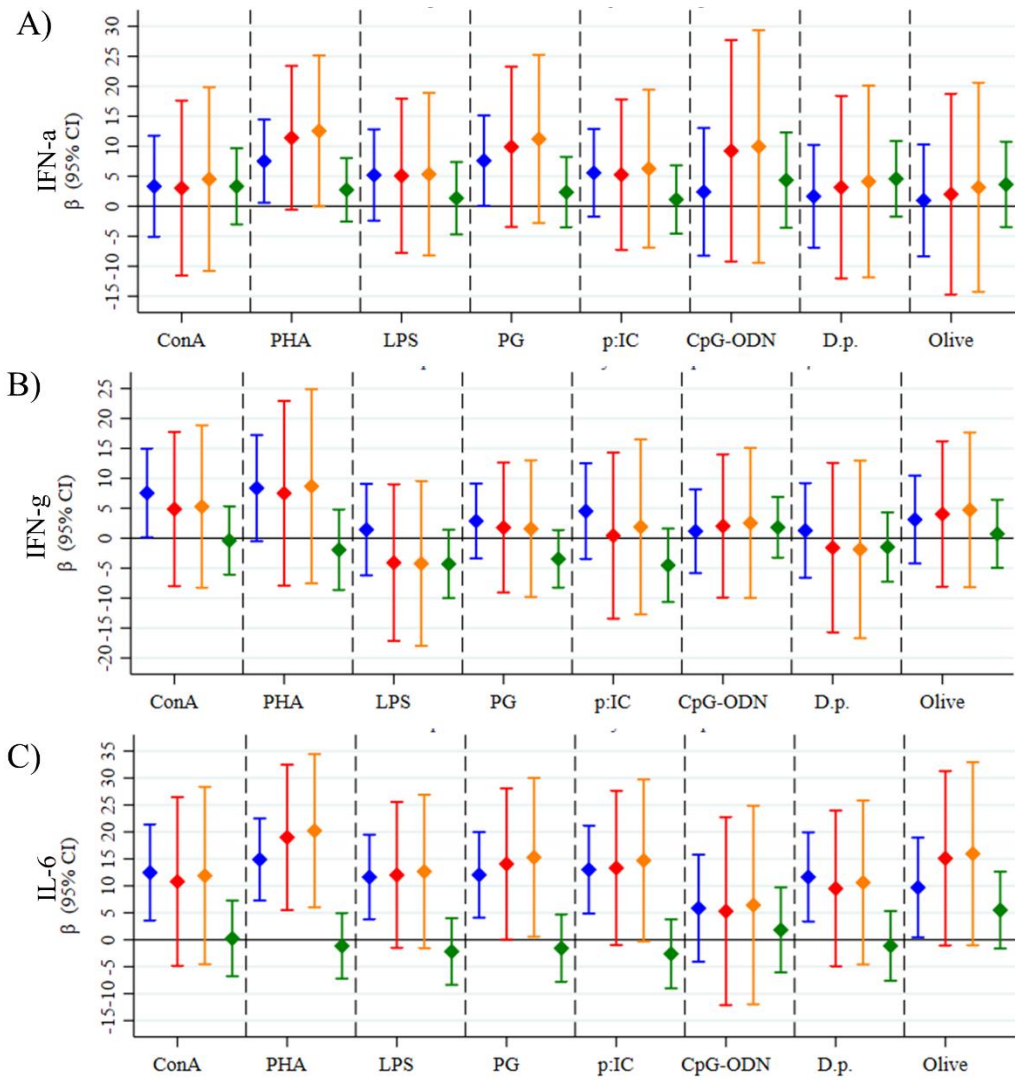 A)
IFN-a
β (95% CI)
30
25
20
15
10
5
0
-5
-10
-15
ConA PHA LPS PG p:IC CpG-ODN D.p. Olive
B)
IFN-g
β (95% CI)
25
20
15
10
5
0
-5
-10
-15
-20
ConA PHA LPS PG p:IC CpG-ODN D.p. Olive
C)
IL-6
β (95% CI)
35
30
25
20
15
10
5
0
-5
-10
-15
ConA PHA LPS PG p:IC CpG-ODN D.p. Olive